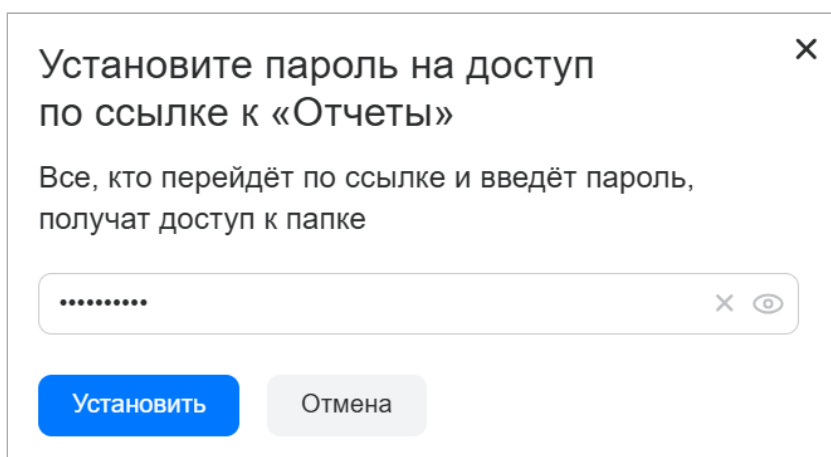 Установите пароль на доступ
по ссылке к «Отчеты»
Все, кто перейдёт по ссылке и введёт пароль,
получат доступ к папке
••••••••••
Установить
Отмена